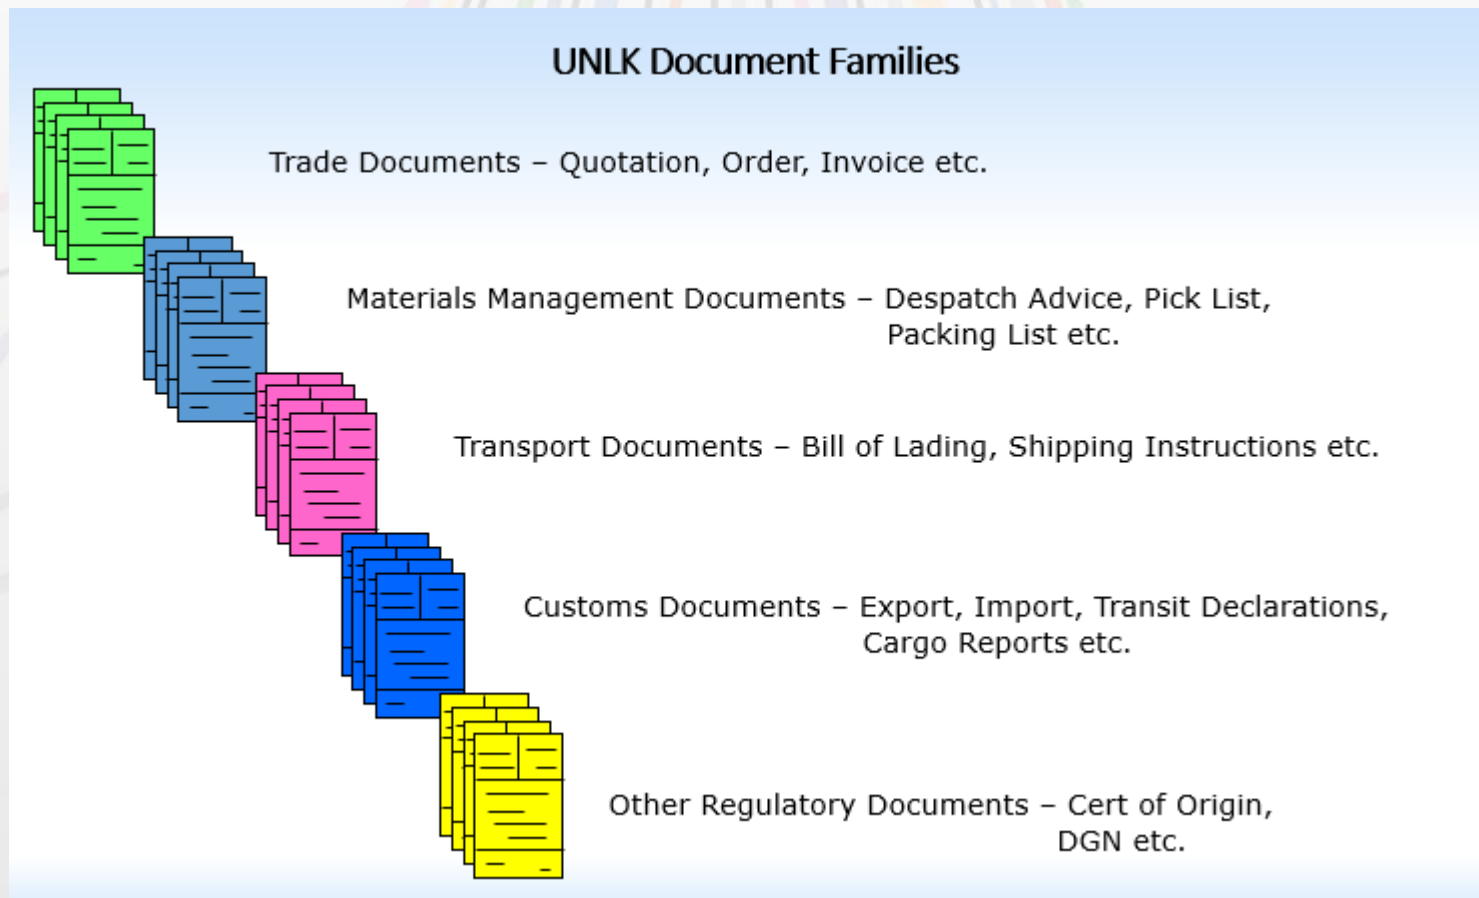 UNLK Document Families
Trade Documents – Quotation, Order, Invoice etc.
Materials Management Documents – Despatch Advice, Pick List,
Packing List etc.
Transport Documents – Bill of Lading, Shipping Instructions etc.
Customs Documents – Export, Import, Transit Declarations,
Cargo Reports etc.
Other Regulatory Documents – Cert of Origin,
DGN etc.